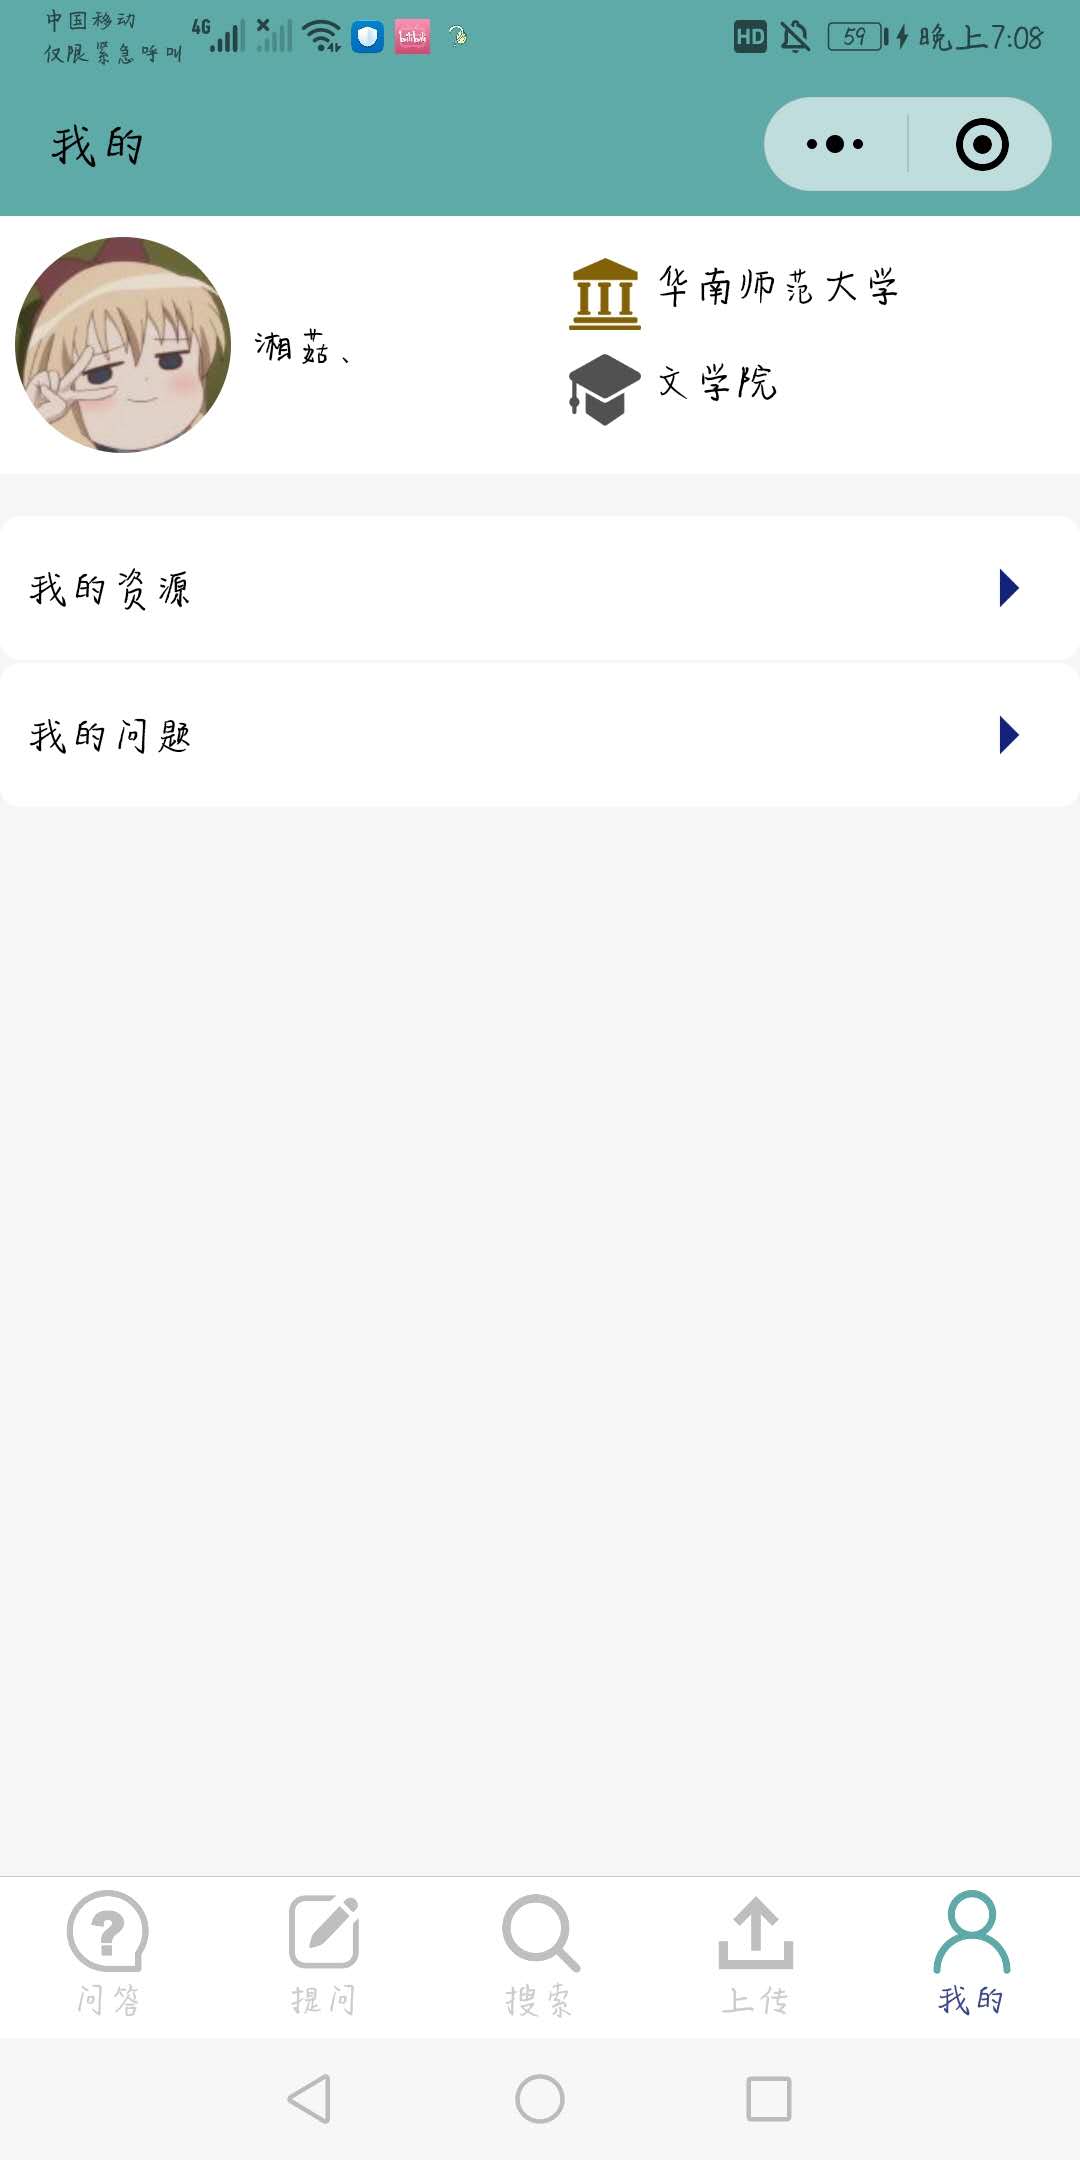 中国移动
仅限紧急呼叫
4G
HD
59
晚上7:08
我的
湘菇、
华南师范大学
文学院
我的资源
我的问题
问答
提问
搜索
上传
我的